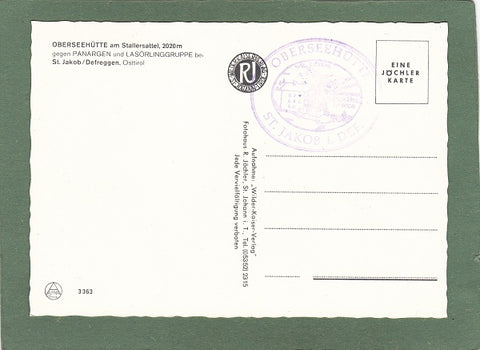 OBERSEEHÜTTE am Stallersattel, 2020m
gegen PANARGEN und LASÖRLINGGRUPPE bei
St. Jakob/Defreggen, Osttirol
RJ
OBERSEEHÜTTE
ST. JAKOB I. DEF.
EINE
JÖCHLER
KARTE
Aufnahme: „Wilder-Kaiser-Verlag"
Fotohaus R. Jöchler, St. Johann i. T., Tel. (05352) 2315
Jede Vervielfältigung verboten
3363